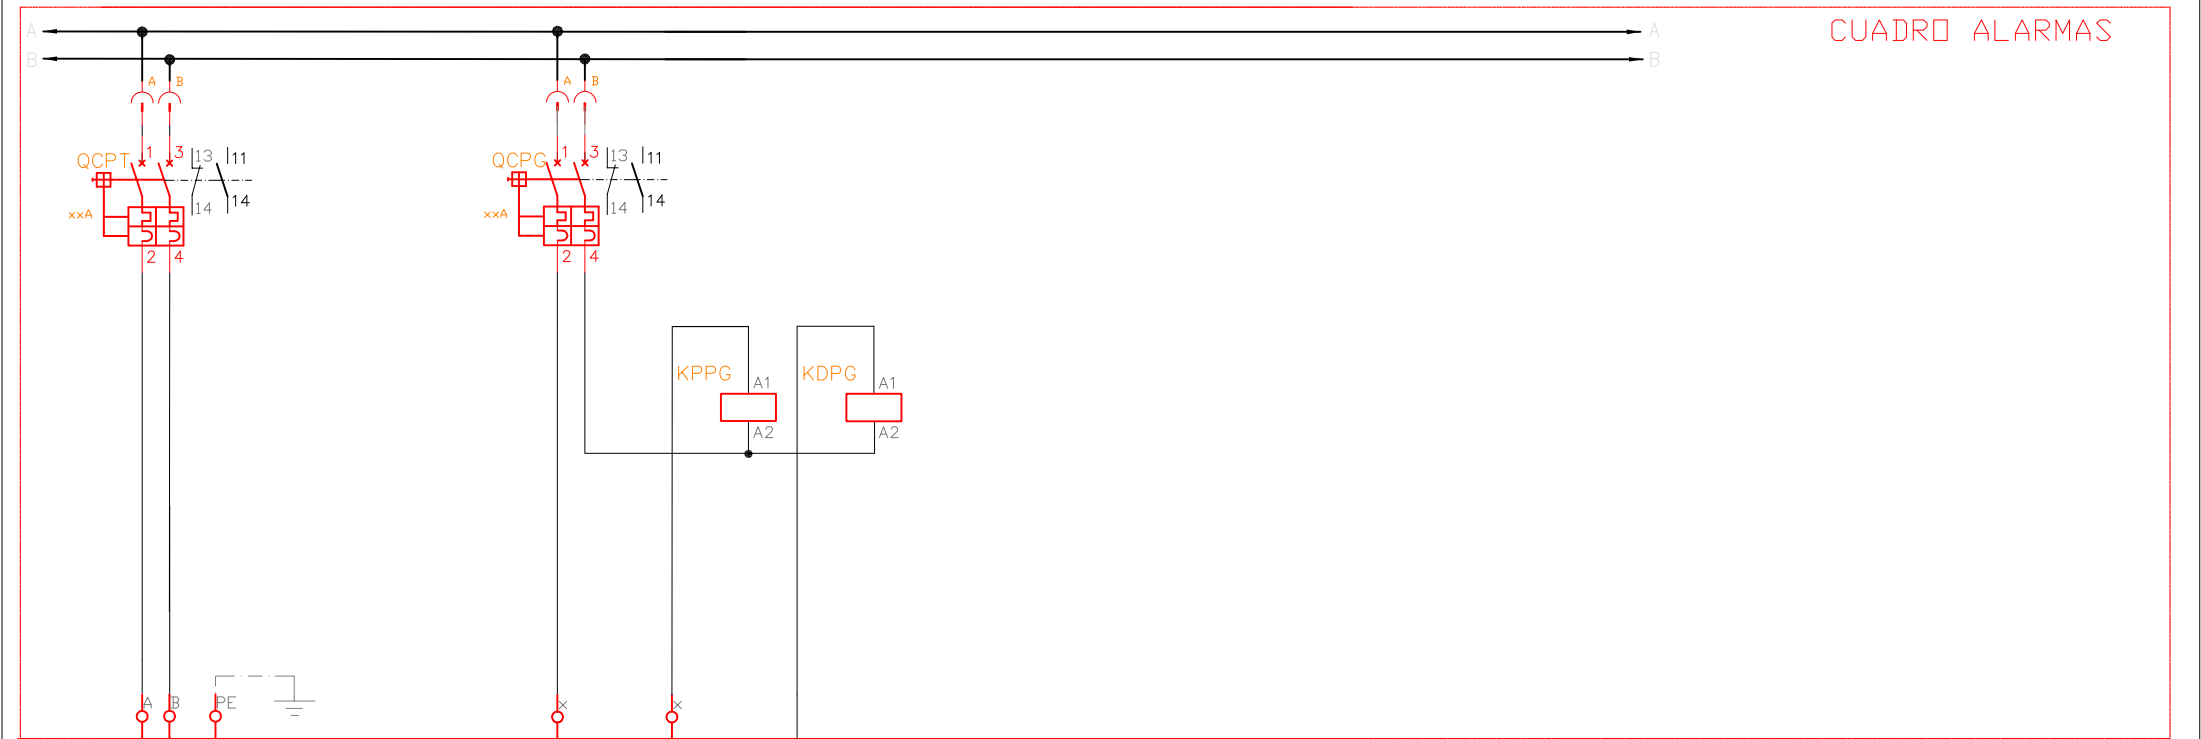 A A CUADRO ALARMAS
B B
A B A B
QCPT 1 3 13 11 QCPG 1 3 13 11
xxA 14 14 xxA 14 14
2 4 2 4
KPPG A1 KDPG A1
A2 A2
A B PE x x